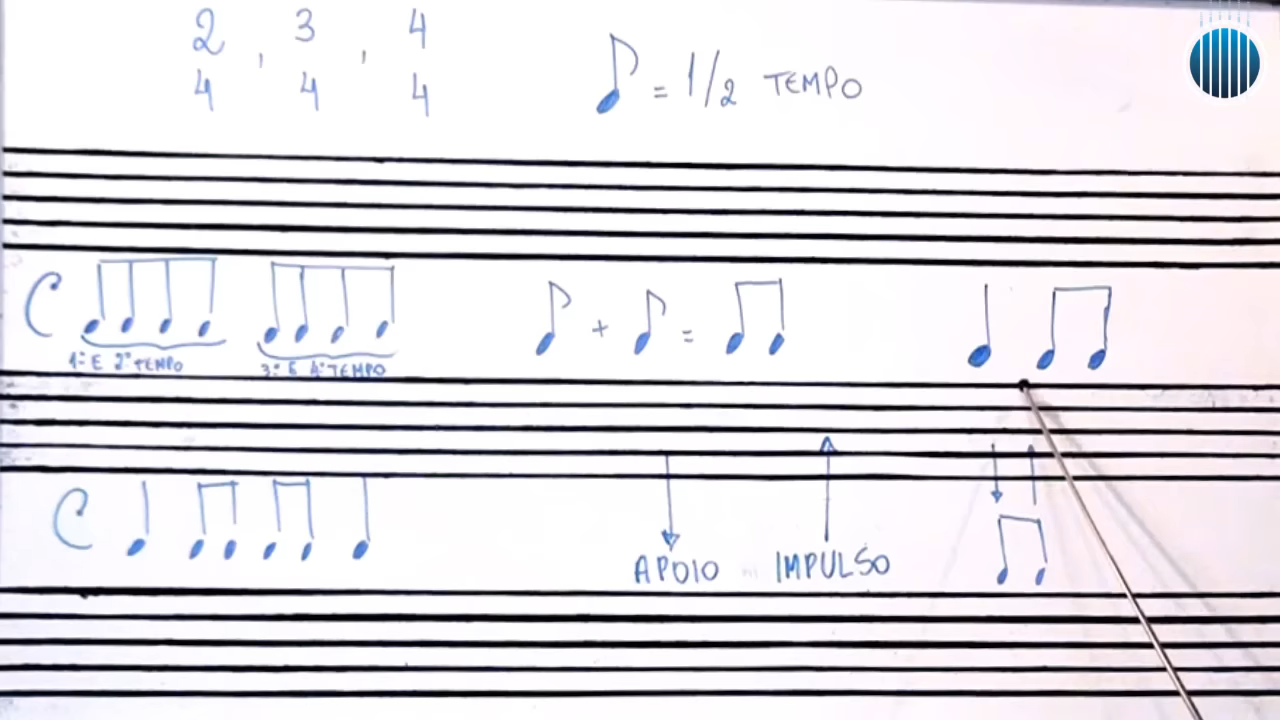 2 , 3 , 4
4 4 4
= 1/2 TEMPO
C
+ =
1º E 2º TEMPO
3º E 4º TEMPO
C
APOIO IMPULSO